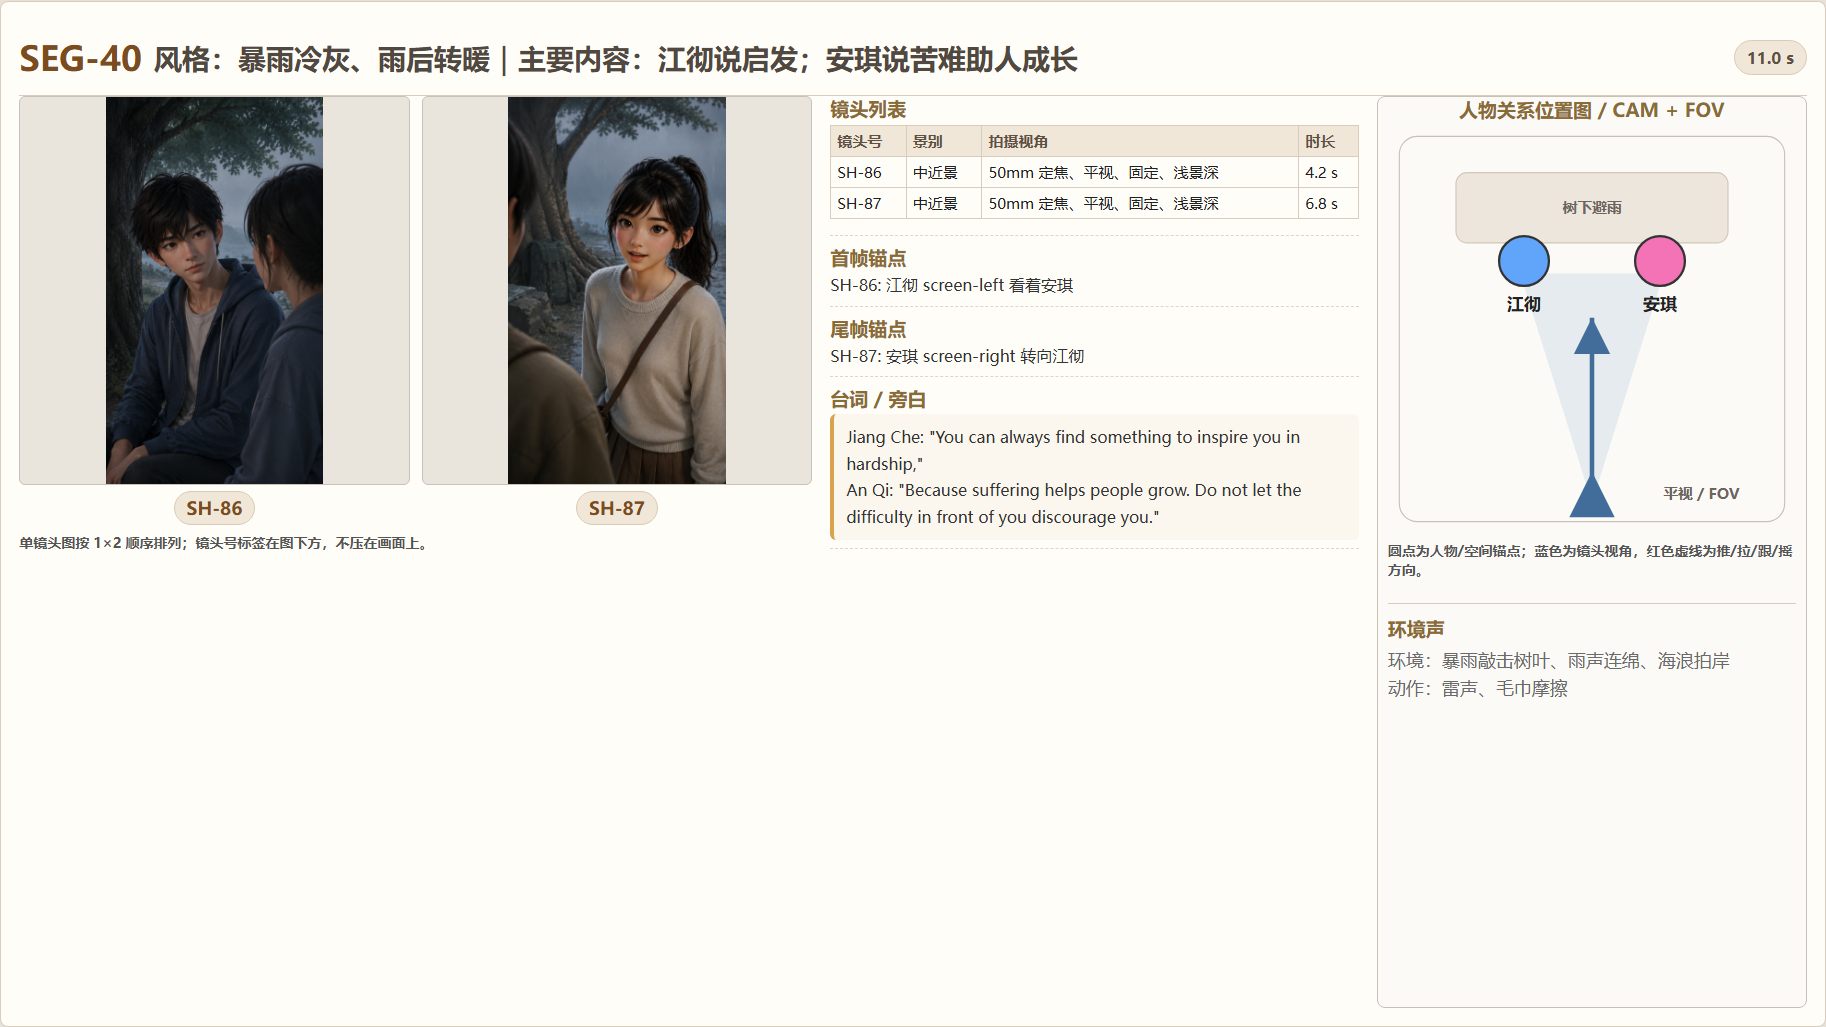 SEG-40 风格：暴雨冷灰、雨后转暖 | 主要内容：江彻说启发；安琪说苦难助人成长
11.0 s
SH-86
SH-87
单镜头图按 1×2 顺序排列；镜头号标签在图下方，不压在画面上。
镜头列表
镜头号 景别 拍摄视角 时长
SH-86 中近景 50mm 定焦、平视、固定、浅景深 4.2 s
SH-87 中近景 50mm 定焦、平视、固定、浅景深 6.8 s
首帧锚点
SH-86: 江彻 screen-left 看着安琪
尾帧锚点
SH-87: 安琪 screen-right 转向江彻
台词 / 旁白
Jiang Che: "You can always find something to inspire you in
hardship,"
An Qi: "Because suffering helps people grow. Do not let the
difficulty in front of you discourage you."
人物关系位置图 / CAM + FOV
树下避雨
江彻
安琪
平视 / FOV
圆点为人物/空间锚点；蓝色为镜头视角，红色虚线为推/拉/跟/摇
方向。
环境声
环境：暴雨敲击树叶、雨声连绵、海浪拍岸
动作：雷声、毛巾摩擦